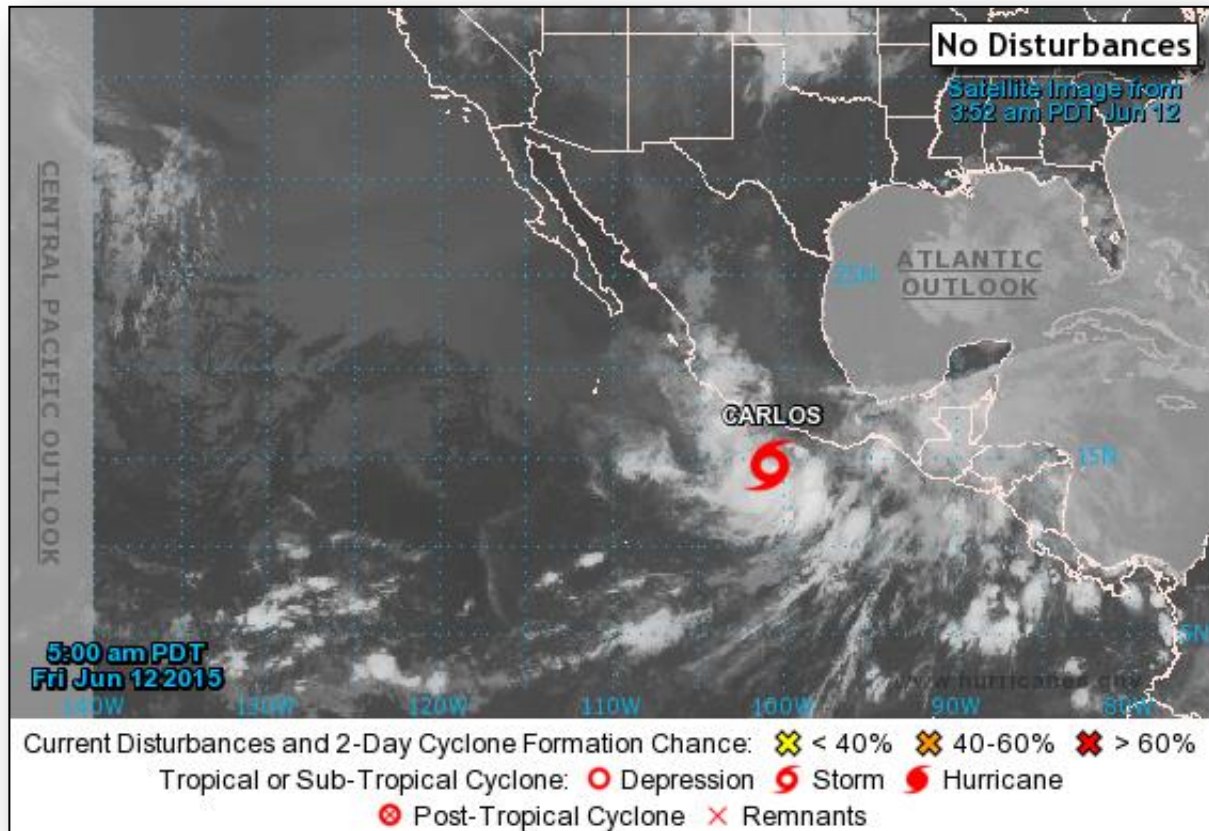 No Disturbances
Satellite Image from
3:52 am PDT Jun 12
CENTRAL PACIFIC OUTLOOK
ATLANTIC
OUTLOOK
25N
CARLOS
15N
5N
5:00 am PDT
Fri Jun 12 2015
www.hurricanes.gov
140W 130W 120W 110W 100W 90W 80W
Current Disturbances and 2-Day Cyclone Formation Chance: < 40% 40-60% > 60%
Tropical or Sub-Tropical Cyclone: Depression Storm Hurricane
Post-Tropical Cyclone Remnants